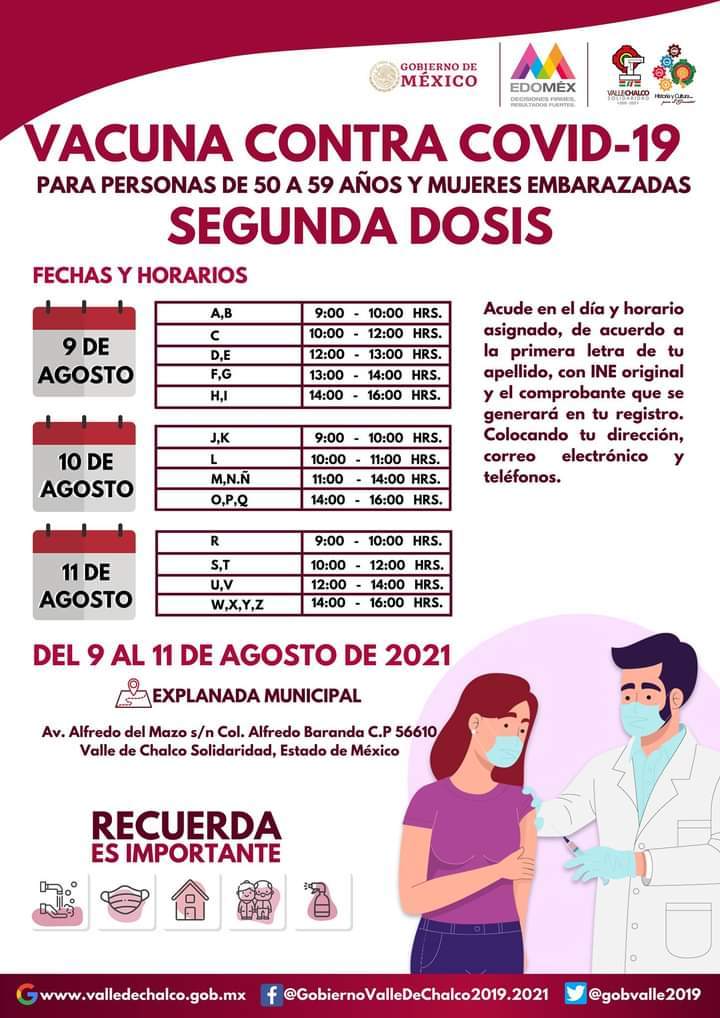 GOBIERNO DE
MÉXICO
EDOMÉX
DECISIONES FIRMES,
RESULTADOS FUERTES.
VALLE CHALCO
SOLIDARIDAD
Historia y Cultura...
VACUNA CONTRA COVID-19
PARA PERSONAS DE 50 A 59 AÑOS Y MUJERES EMBARAZADAS
SEGUNDA DOSIS
FECHAS Y HORARIOS
9 DE
AGOSTO
A,B 9:00 - 10:00 HRS.
C 10:00 - 12:00 HRS.
D,E 12:00 - 13:00 HRS.
F,G 13:00 - 14:00 HRS.
H,I 14:00 - 16:00 HRS.
10 DE
AGOSTO
J,K 9:00 - 10:00 HRS.
L 10:00 - 11:00 HRS.
M,N.Ñ 11:00 - 14:00 HRS.
O,P,Q 14:00 - 16:00 HRS.
11 DE
AGOSTO
R 9:00 - 10:00 HRS.
S,T 10:00 - 12:00 HRS.
U,V 12:00 - 14:00 HRS.
W,X,Y,Z 14:00 - 16:00 HRS.
Acude en el día y horario
asignado, de acuerdo a
la primera letra de tu
apellido, con INE original
y el comprobante que se
generará en tu registro.
Colocando tu dirección,
correo electrónico y
teléfonos.
DEL 9 AL 11 DE AGOSTO DE 2021
EXPLANADA MUNICIPAL
Av. Alfredo del Mazo s/n Col. Alfredo Baranda C.P 56610
Valle de Chalco Solidaridad, Estado de México
RECUERDA
ES IMPORTANTE
www.valledechalco.gob.mx @GobiernoValleDeChalco2019.2021 @gobvalle2019